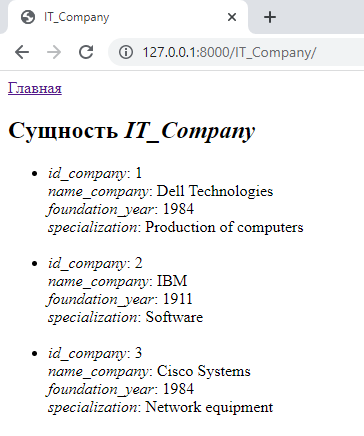 IT_Company
127.0.0.1:8000/IT_Company/
Главная
Сущность IT_Company
id_company: 1
name_company: Dell Technologies
foundation_year: 1984
specialization: Production of computers
id_company: 2
name_company: IBM
foundation_year: 1911
specialization: Software
id_company: 3
name_company: Cisco Systems
foundation_year: 1984
specialization: Network equipment